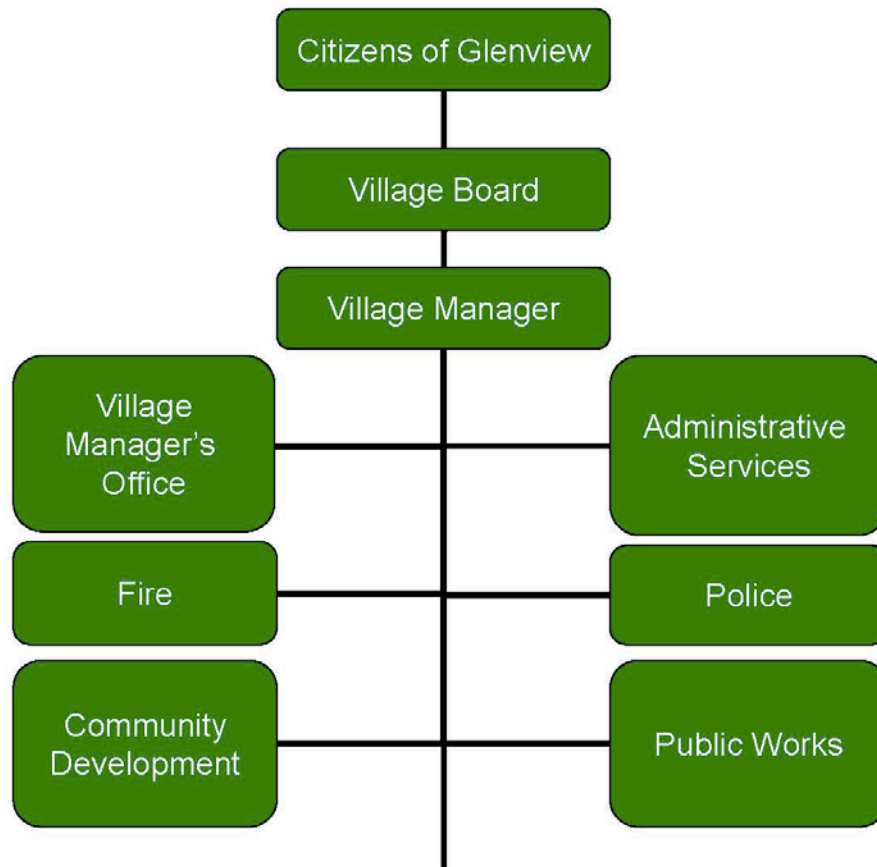 Citizens of Glenview
Village Board
Village Manager
Village
Manager’s
Office
Administrative
Services
Fire
Police
Community
Development
Public Works